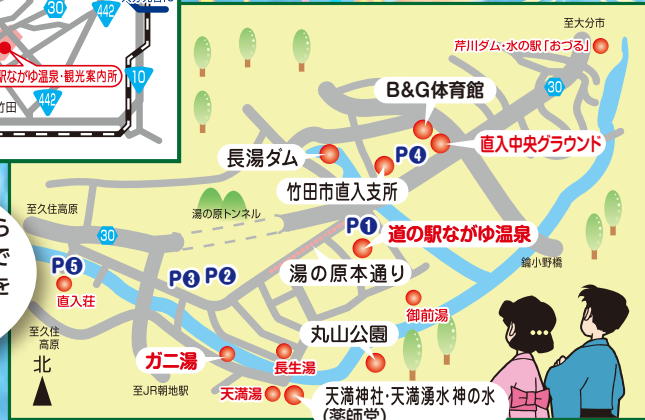 30
442
駅ながゆ温泉・観光案内所
10
竹田
442
至大分市
芹川ダム・水の駅「おづる」
30
B&G体育館
直入中央グラウンド
P4
長湯ダム
竹田市直入支所
至久住高原
湯の原トンネル
P1
道の駅ながゆ温泉
30
湯の原本通り
鑰小野橋
P5
P3 P2
直入荘
御前湯
丸山公園
至久住
高原
ガニ湯
長生湯
北
至JR朝地駅
天満湯
天満神社・天満湧水 神の水
(薬師堂)
ら
で
を